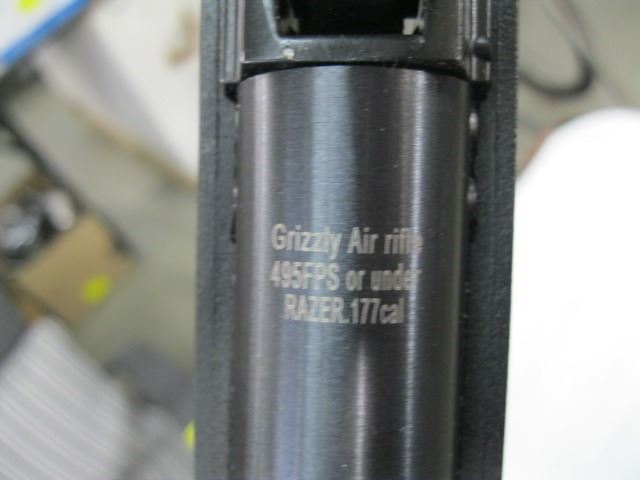 Grizzly Air rifle
495FPS or under
RAZER.177cal